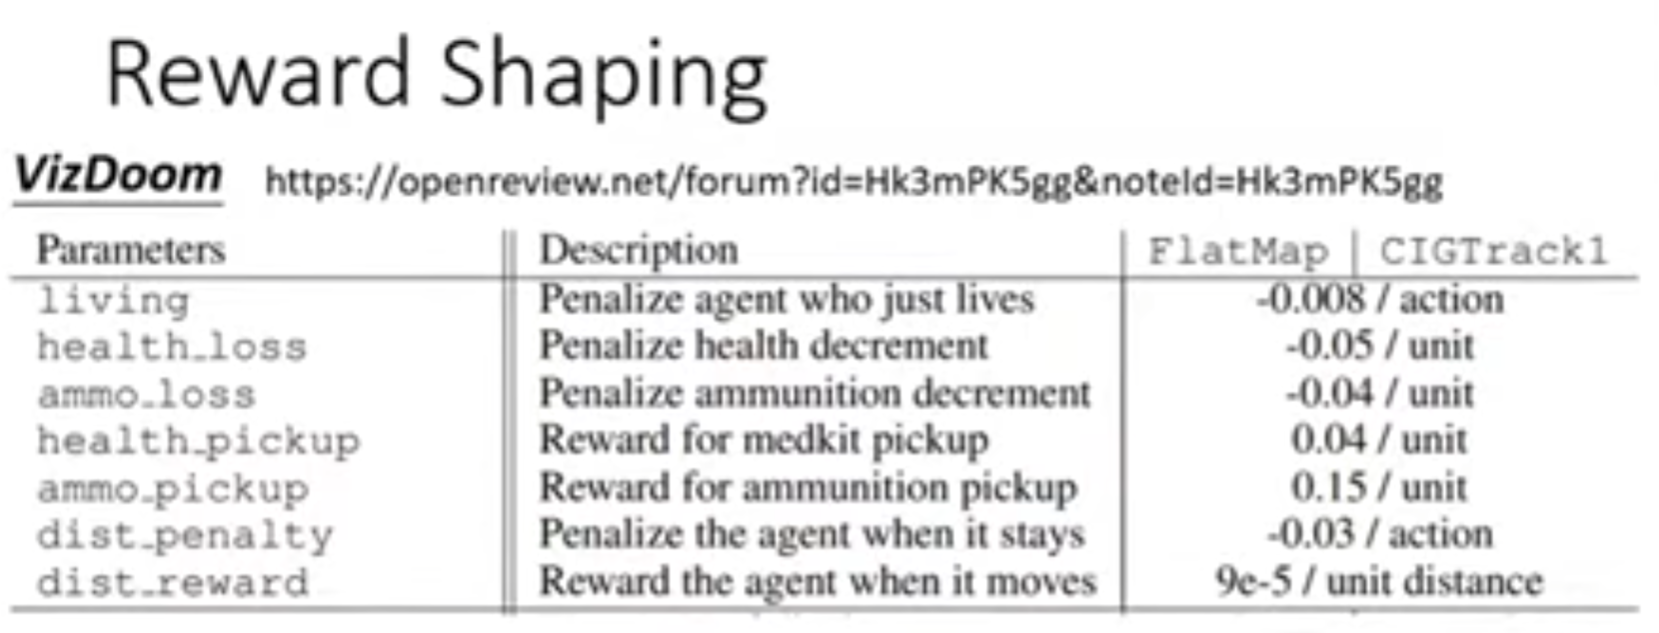 Reward Shaping
VizDoom https://openreview.net/forum?id=Hk3mPK5gg&noteId=Hk3mPK5gg
Parameters Description FlatMap CIGTrack1
living Penalize agent who just lives -0.008 / action
health_loss Penalize health decrement -0.05 / unit
ammo_loss Penalize ammunition decrement -0.04 / unit
health_pickup Reward for medkit pickup 0.04 / unit
ammo_pickup Reward for ammunition pickup 0.15 / unit
dist_penalty Penalize the agent when it stays -0.03 / action
dist_reward Reward the agent when it moves 9e-5 / unit distance